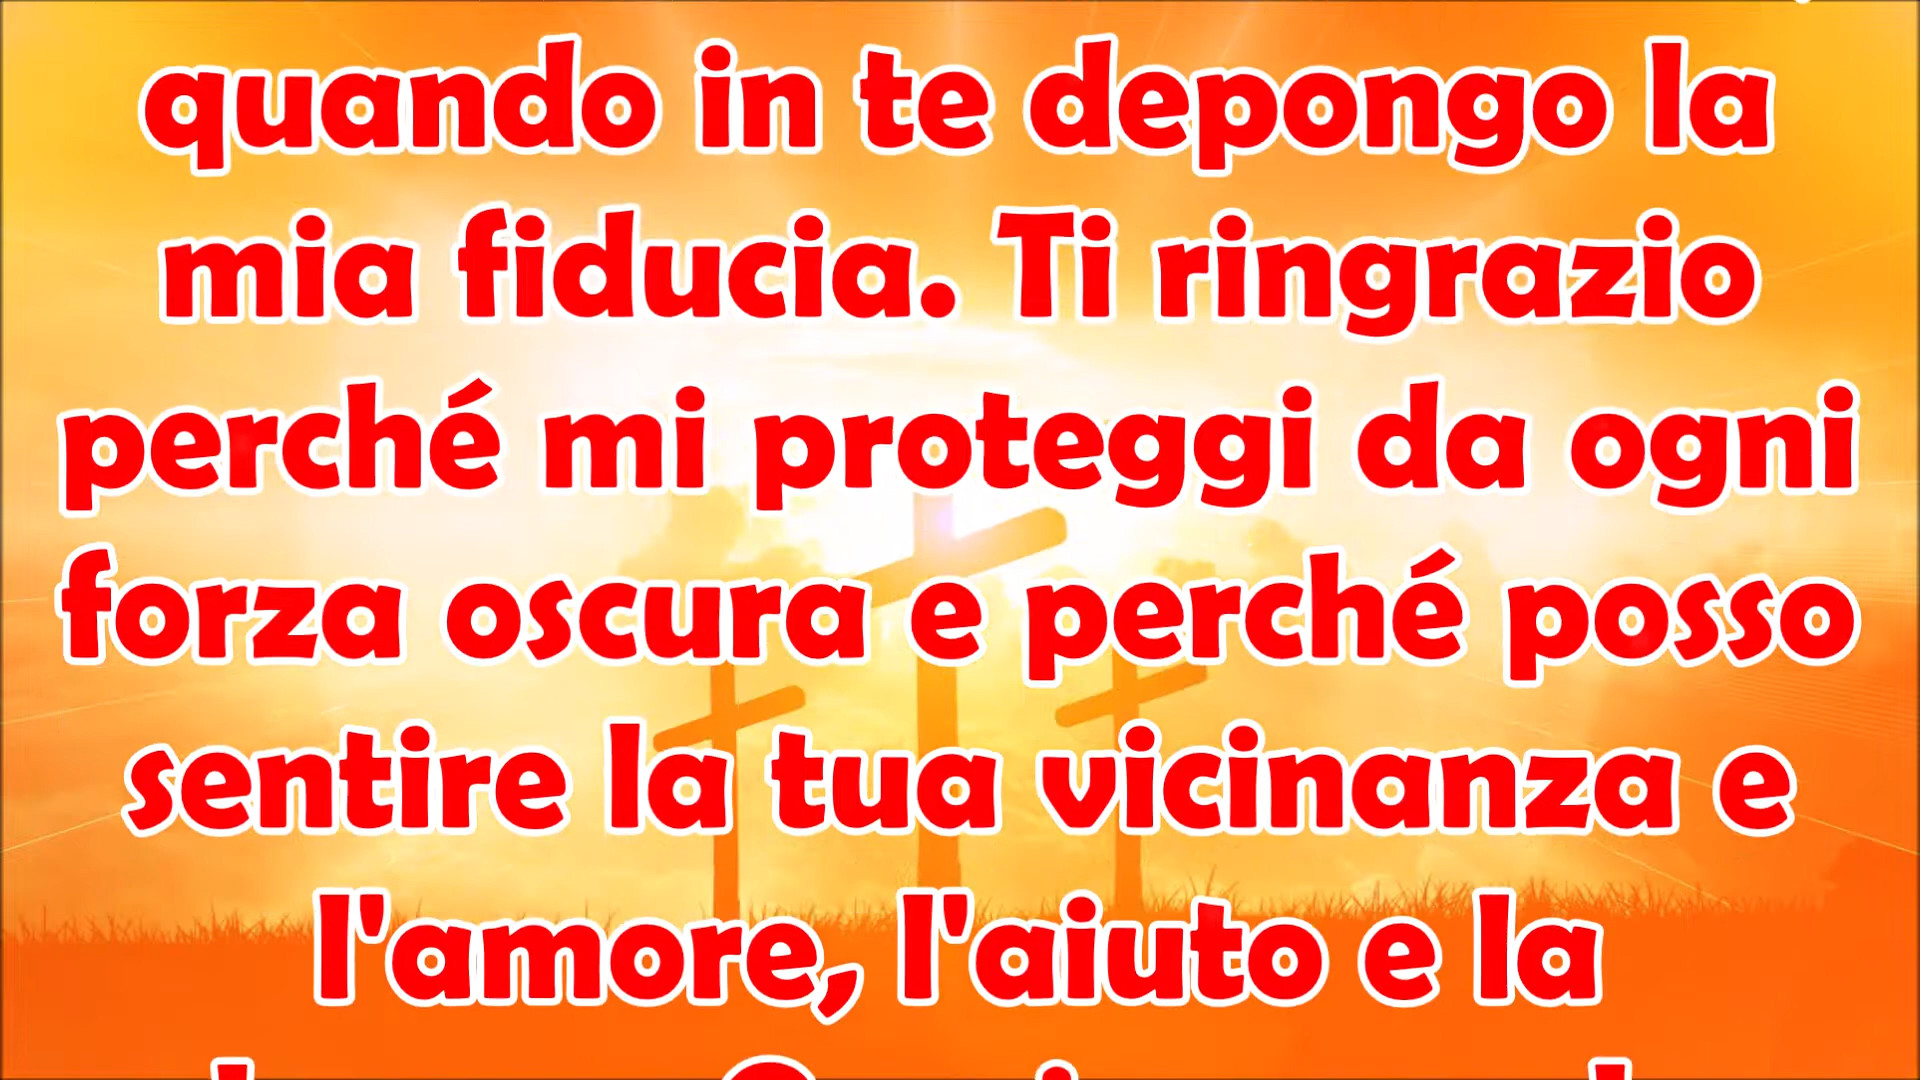 quando in te depongo la
mia fiducia. Ti ringrazio
perché mi proteggi da ogni
forza oscura e perché posso
sentire la tua vicinanza e
l'amore, l'aiuto e la